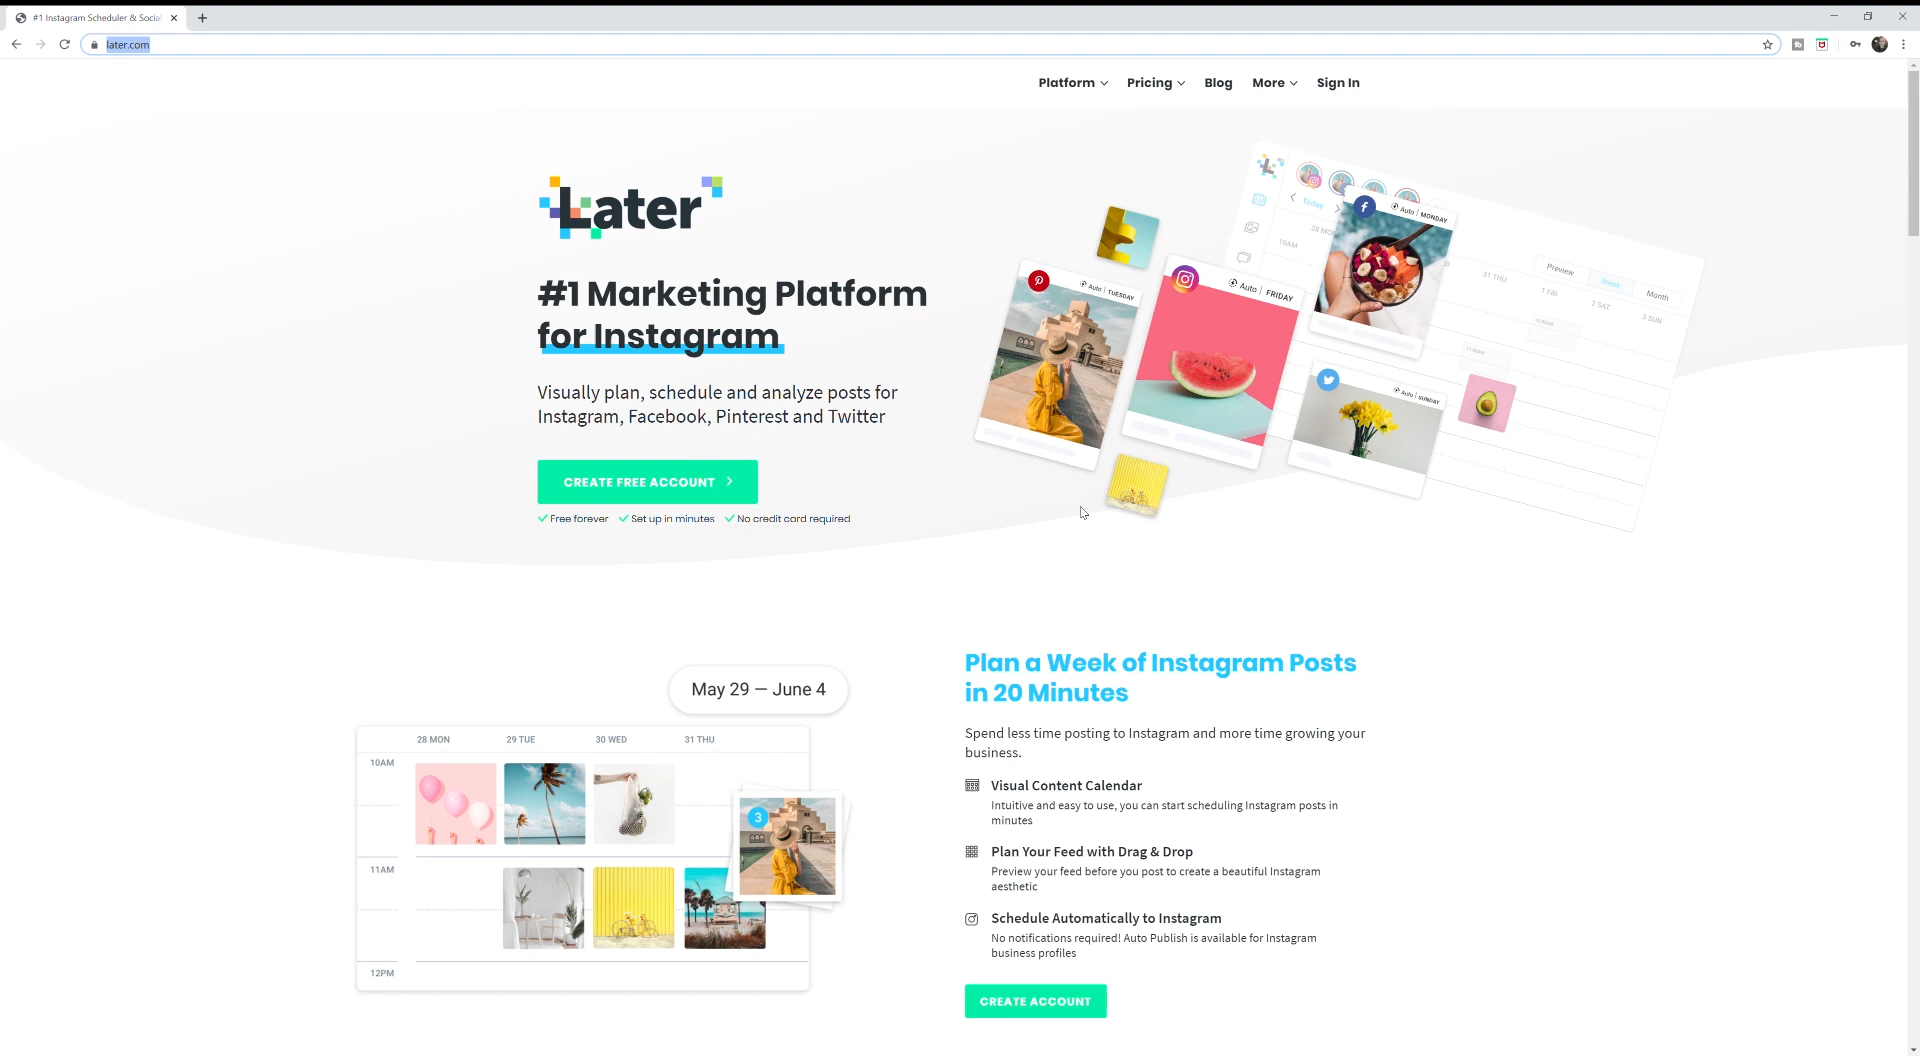 #1 Instagram Scheduler & Social
later.com
Platform Pricing Blog More Sign In
Later
#1 Marketing Platform
for Instagram
Visually plan, schedule and analyze posts for
Instagram, Facebook, Pinterest and Twitter
CREATE FREE ACCOUNT
Free forever Set up in minutes No credit card required
Today
28 MON
10AM
31 THU
1 FRI
2 SAT
3 SUN
Preview Week Month
Auto | MONDAY
Auto | TUESDAY
Auto | FRIDAY
Auto | SUNDAY
May 29 — June 4
28 MON 29 TUE 30 WED 31 THU
10AM
3
11AM
12PM
Plan a Week of Instagram Posts
in 20 Minutes
Spend less time posting to Instagram and more time growing your
business.
Visual Content Calendar
Intuitive and easy to use, you can start scheduling Instagram posts in
minutes
Plan Your Feed with Drag & Drop
Preview your feed before you post to create a beautiful Instagram
aesthetic
Schedule Automatically to Instagram
No notifications required! Auto Publish is available for Instagram
business profiles
CREATE ACCOUNT